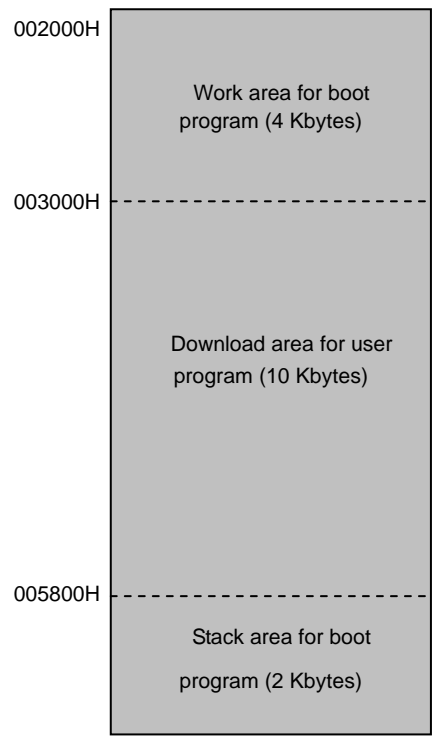 002000H
Work area for boot
program (4 Kbytes)
003000H
Download area for user
program (10 Kbytes)
005800H
Stack area for boot
program (2 Kbytes)